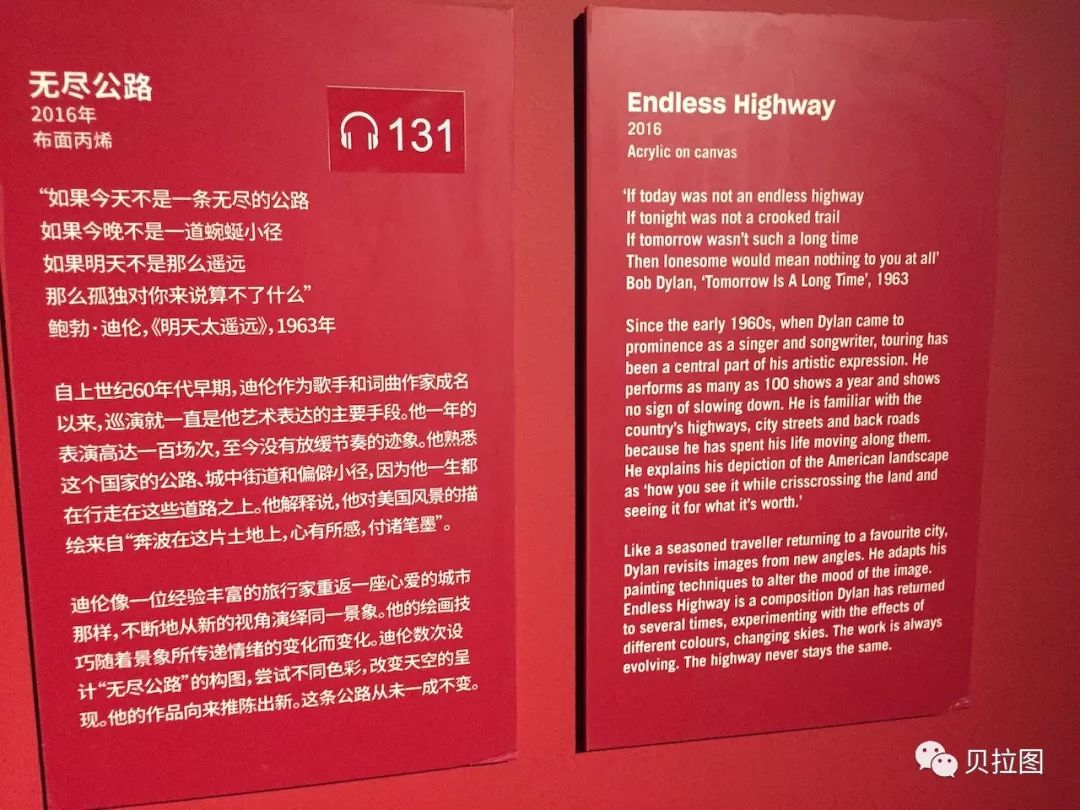 无尽公路
2016年
布面丙烯
131
“如果今天不是一条无尽的公路
如果今晚不是一道蜿蜒小径
如果明天不是那么遥远
那么孤独对你来说算不了什么”
鲍勃·迪伦，《明天太遥远》，1963年
自上世纪60年代早期，迪伦作为歌手和词曲作家成名
以来，巡演就一直是他艺术表达的主要手段。他一年的
表演高达一百场次，至今没有放缓节奏的迹象。他熟悉
这个国家的公路、城中街道和偏僻小径，因为他一生都
在行走在这些道路之上。他解释说，他对美国风景的描
绘来自“奔波在这片土地上，心有所感，付诸笔墨”。
迪伦像一位经验丰富的旅行家重返一座心爱的城市
那样，不断地从新的视角演绎同一景象。他的绘画技
巧随着景象所传递情绪的变化而变化。迪伦数次设
计“无尽公路”的构图，尝试不同色彩，改变天空的呈
现。他的作品向来推陈出新。这条公路从未一成不变。
Endless Highway
2016
Acrylic on canvas
‘If today was not an endless highway
If tonight was not a crooked trail
If tomorrow wasn’t such a long time
Then lonesome would mean nothing to you at all’
Bob Dylan, ‘Tomorrow Is A Long Time’, 1963
Since the early 1960s, when Dylan came to
prominence as a singer and songwriter, touring has
been a central part of his artistic expression. He
performs as many as 100 shows a year and shows
no sign of slowing down. He is familiar with the
country’s highways, city streets and back roads
because he has spent his life moving along them.
He explains his depiction of the American landscape
as ‘how you see it while crisscrossing the land and
seeing it for what it’s worth.’
Like a seasoned traveller returning to a favourite city,
Dylan revisits images from new angles. He adapts his
painting techniques to alter the mood of the image.
Endless Highway is a composition Dylan has returned
to several times, experimenting with the effects of
different colours, changing skies. The work is always
evolving. The highway never stays the same.
贝拉图